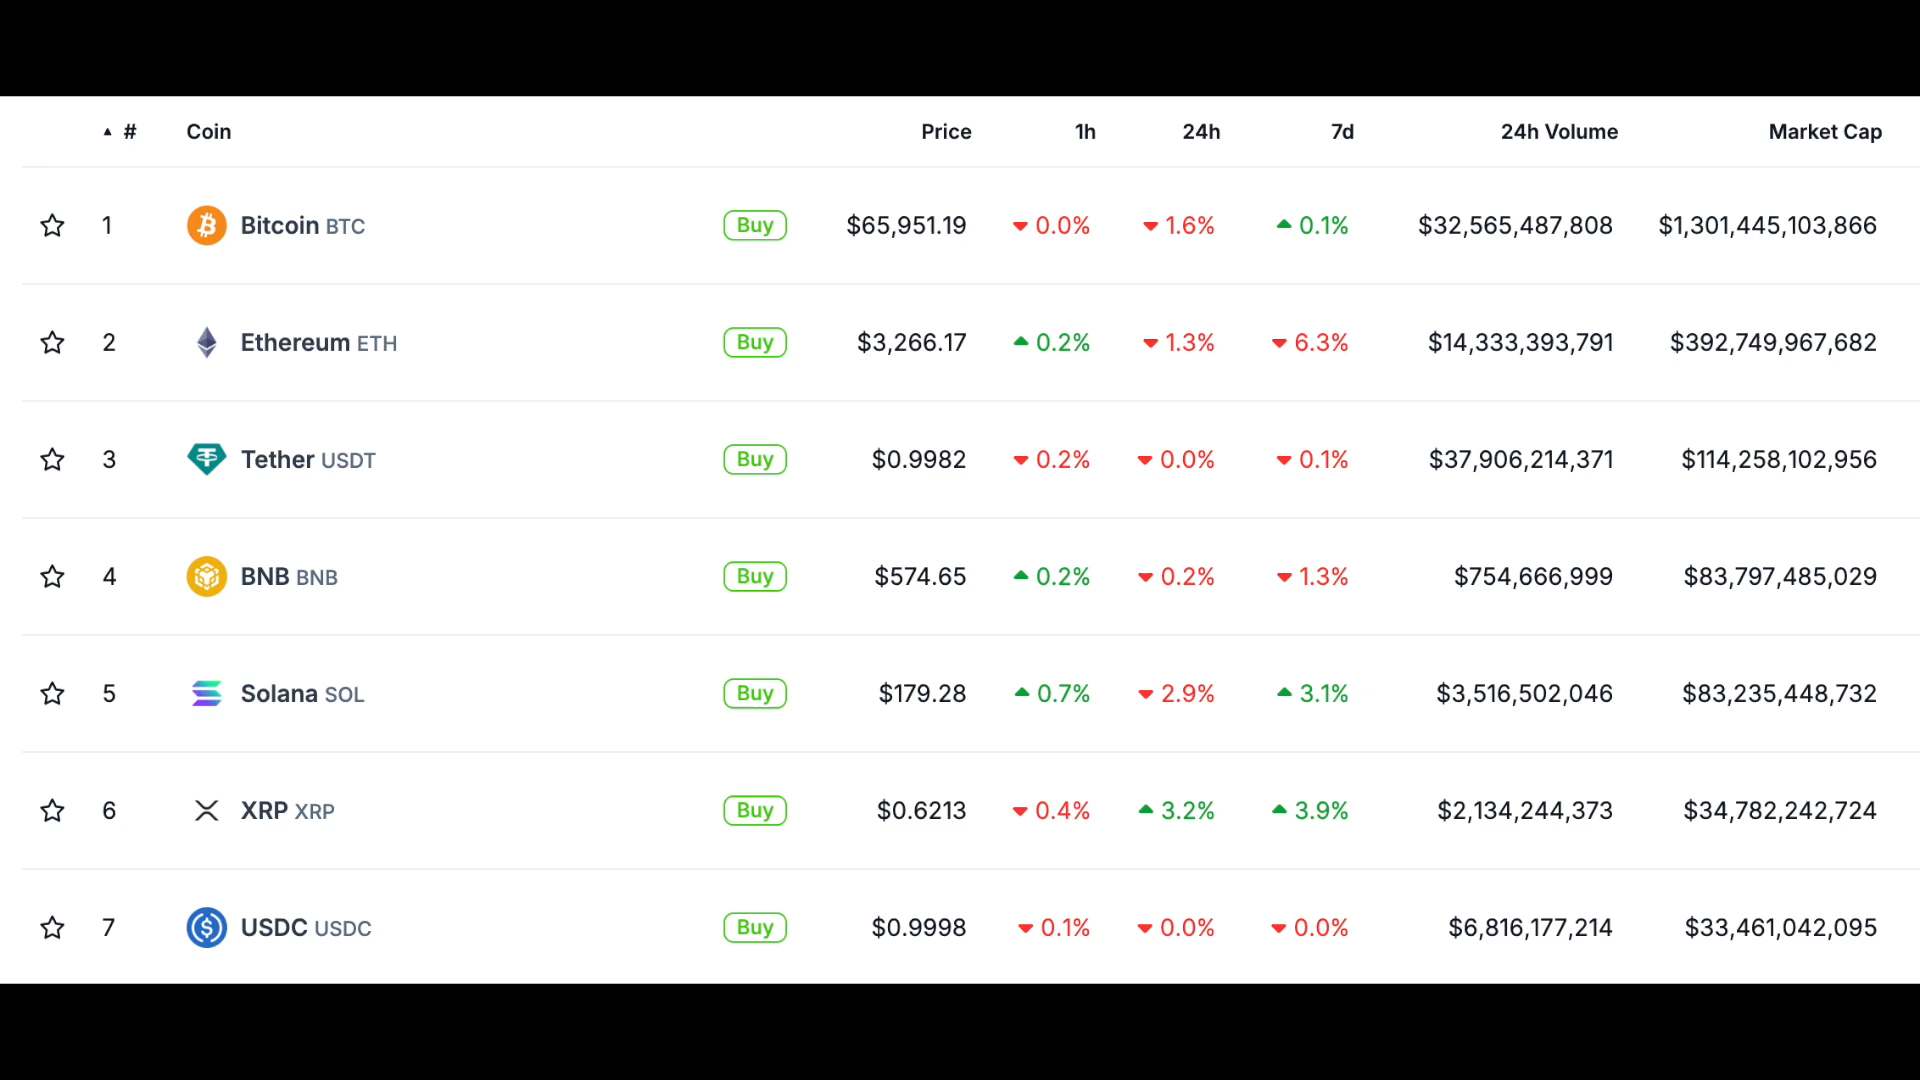 # Coin Price 1h 24h 7d 24h Volume Market Cap
1 Bitcoin BTC Buy $65,951.19 0.0% 1.6% 0.1% $32,565,487,808 $1,301,445,103,866
2 Ethereum ETH Buy $3,266.17 0.2% 1.3% 6.3% $14,333,393,791 $392,749,967,682
3 Tether USDT Buy $0.9982 0.2% 0.0% 0.1% $37,906,214,371 $114,258,102,956
4 BNB BNB Buy $574.65 0.2% 0.2% 1.3% $754,666,999 $83,797,485,029
5 Solana SOL Buy $179.28 0.7% 2.9% 3.1% $3,516,502,046 $83,235,448,732
6 XRP XRP Buy $0.6213 0.4% 3.2% 3.9% $2,134,244,373 $34,782,242,724
7 USDC USDC Buy $0.9998 0.1% 0.0% 0.0% $6,816,177,214 $33,461,042,095